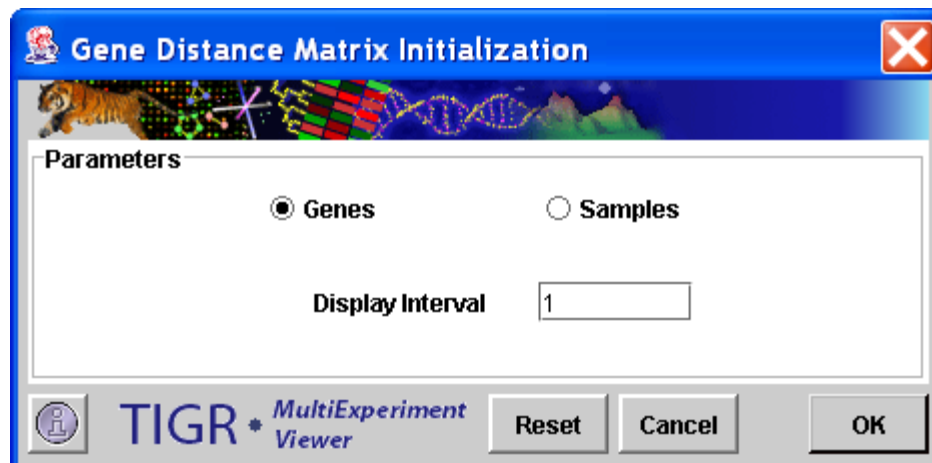 Gene Distance Matrix Initialization
Parameters
Genes Samples
Display Interval 1
TIGR MultiExperiment
Viewer
Reset Cancel OK